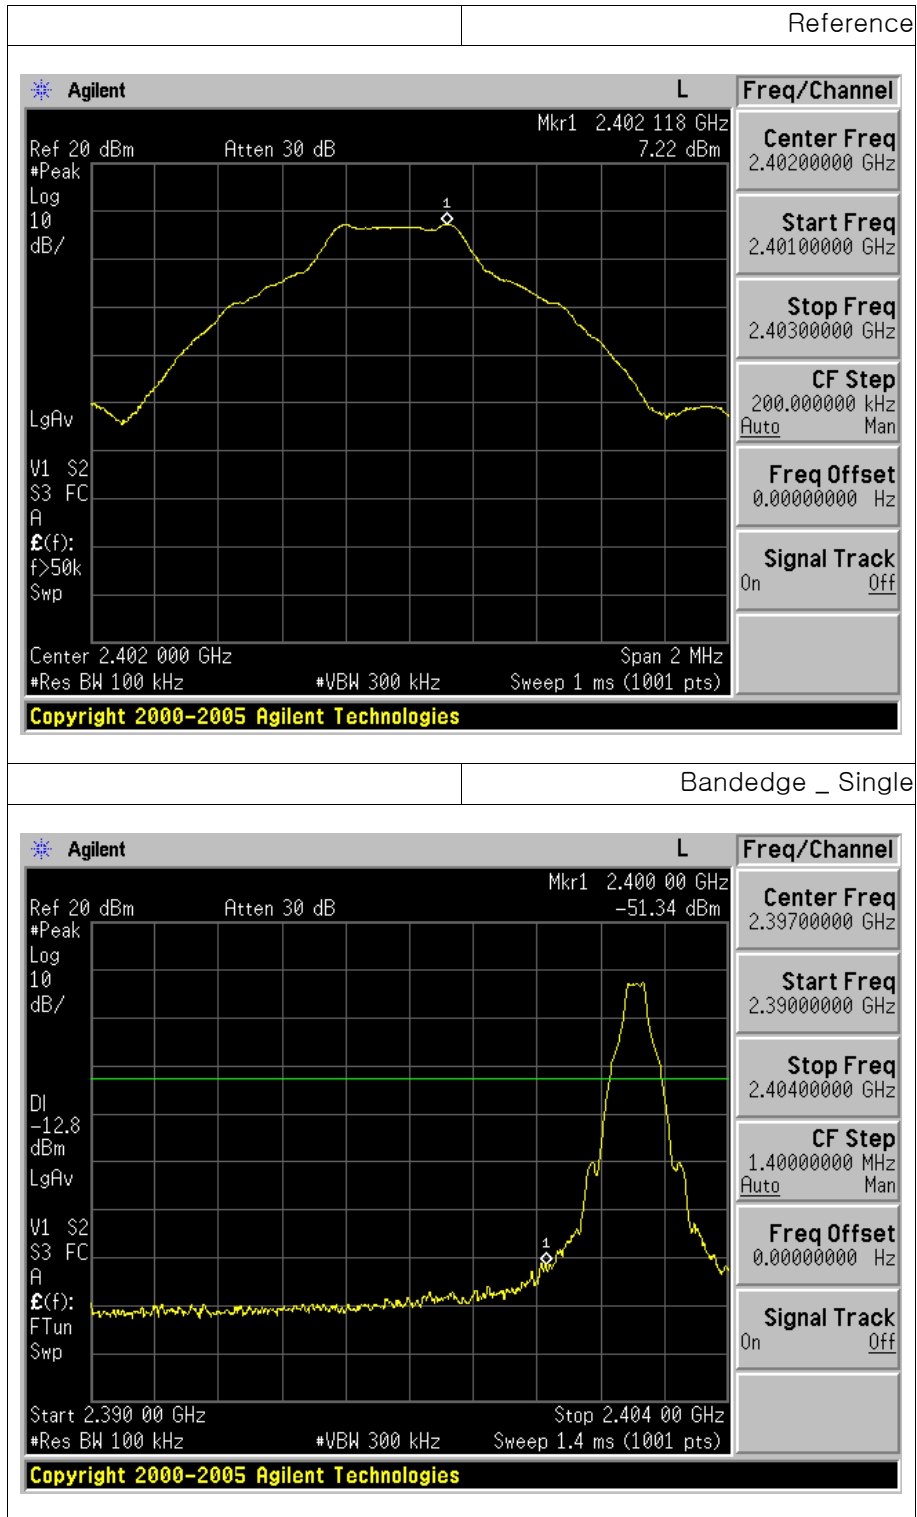 Reference
Agilent L Freq/Channel
Mkr1 2.402 118 GHz
Ref 20 dBm Atten 30 dB 7.22 dBm
#Peak
Log
10
dB/
1
LgAv
V1 S2
S3 FC
A
£(f):
f>50k
Swp
Center 2.402 000 GHz Span 2 MHz
#Res BW 100 kHz #VBW 300 kHz Sweep 1 ms (1001 pts)
Center Freq
2.40200000 GHz
Start Freq
2.40100000 GHz
Stop Freq
2.40300000 GHz
CF Step
200.000000 kHz
Auto Man
Freq Offset
0.00000000 Hz
Signal Track
On Off
Copyright 2000-2005 Agilent Technologies
Bandedge _ Single
Agilent L Freq/Channel
Mkr1 2.400 00 GHz
Ref 20 dBm Atten 30 dB -51.34 dBm
#Peak
Log
10
dB/
DI
-12.8
dBm
LgAv
1
V1 S2
S3 FC
A
£(f):
FTun
Swp
Start 2.390 00 GHz Stop 2.404 00 GHz
#Res BW 100 kHz #VBW 300 kHz Sweep 1.4 ms (1001 pts)
Center Freq
2.39700000 GHz
Start Freq
2.39000000 GHz
Stop Freq
2.40400000 GHz
CF Step
1.40000000 MHz
Auto Man
Freq Offset
0.00000000 Hz
Signal Track
On Off
Copyright 2000-2005 Agilent Technologies